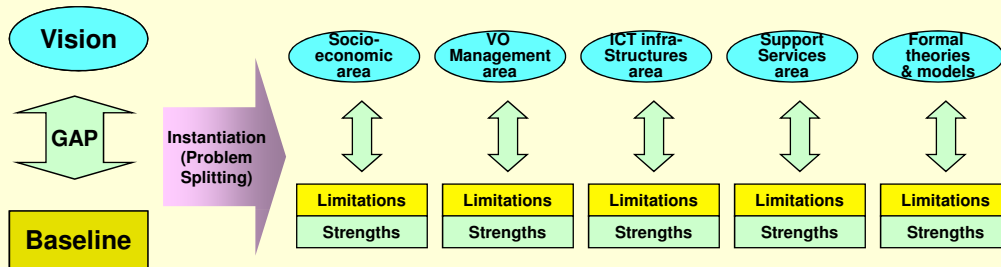 Vision
GAP
Baseline
Instantiation
(Problem
Splitting)
Socio-
economic
area
VO
Management
area
ICT infra-
Structures
area
Support
Services
area
Formal
theories
& models
Limitations
Strengths
Limitations
Strengths
Limitations
Strengths
Limitations
Strengths
Limitations
Strengths